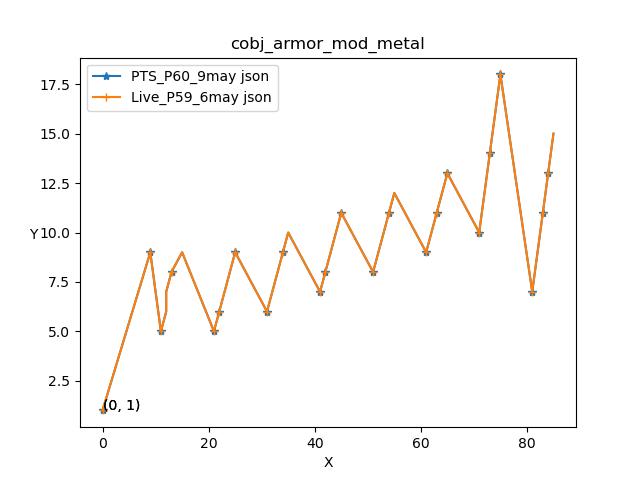 cobj_armor_mod_metal
PTS_P60_9may json
Live_P59_6may json
17.5
15.0
12.5
Y 10.0
7.5
5.0
2.5
(0, 1)
0 20 40 60 80
X